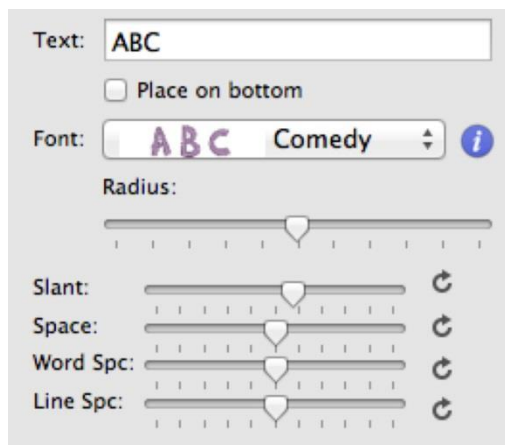 Text: ABC
Place on bottom
Font: ABC Comedy i
Radius:
Slant:
Space:
Word Spc:
Line Spc: